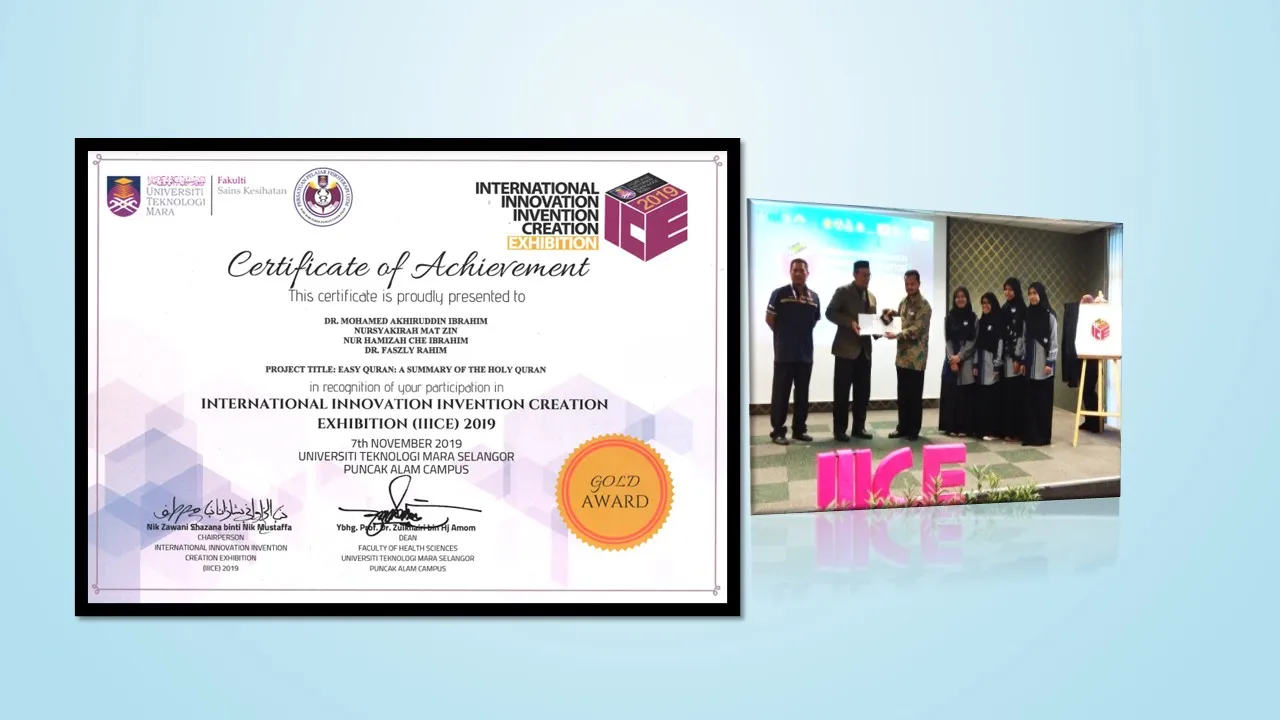 UNIVERSITI
TEKNOLOGI
MARA
Fakulti
Sains Kesihatan
INTERNATIONAL
INNOVATION
INVENTION
CREATION
EXHIBITION
2019
ICE
Certificate of Achievement
This certificate is proudly presented to
DR. MOHAMED AKHIRUDDIN IBRAHIM
NURSYAKIRAH MAT ZIN
NUR HAMIZAH CHE IBRAHIM
DR. FASZLY RAHIM
PROJECT TITLE: EASY QURAN: A SUMMARY OF THE HOLY QURAN
in recognition of your participation in
INTERNATIONAL INNOVATION INVENTION CREATION
EXHIBITION (IIICE) 2019
7th NOVEMBER 2019
UNIVERSITI TEKNOLOGI MARA SELANGOR
PUNCAK ALAM CAMPUS
GOLD
AWARD
Nik Zawani Shazana binti Nik Mustaffa
CHAIRPERSON
INTERNATIONAL INNOVATION INVENTION
CREATION EXHIBITION
(IIICE) 2019
Ybhg. Prof. Dr. Zulkhairi bin Hj Amom
DEAN
FACULTY OF HEALTH SCIENCES
UNIVERSITI TEKNOLOGI MARA SELANGOR
PUNCAK ALAM CAMPUS
IIICE